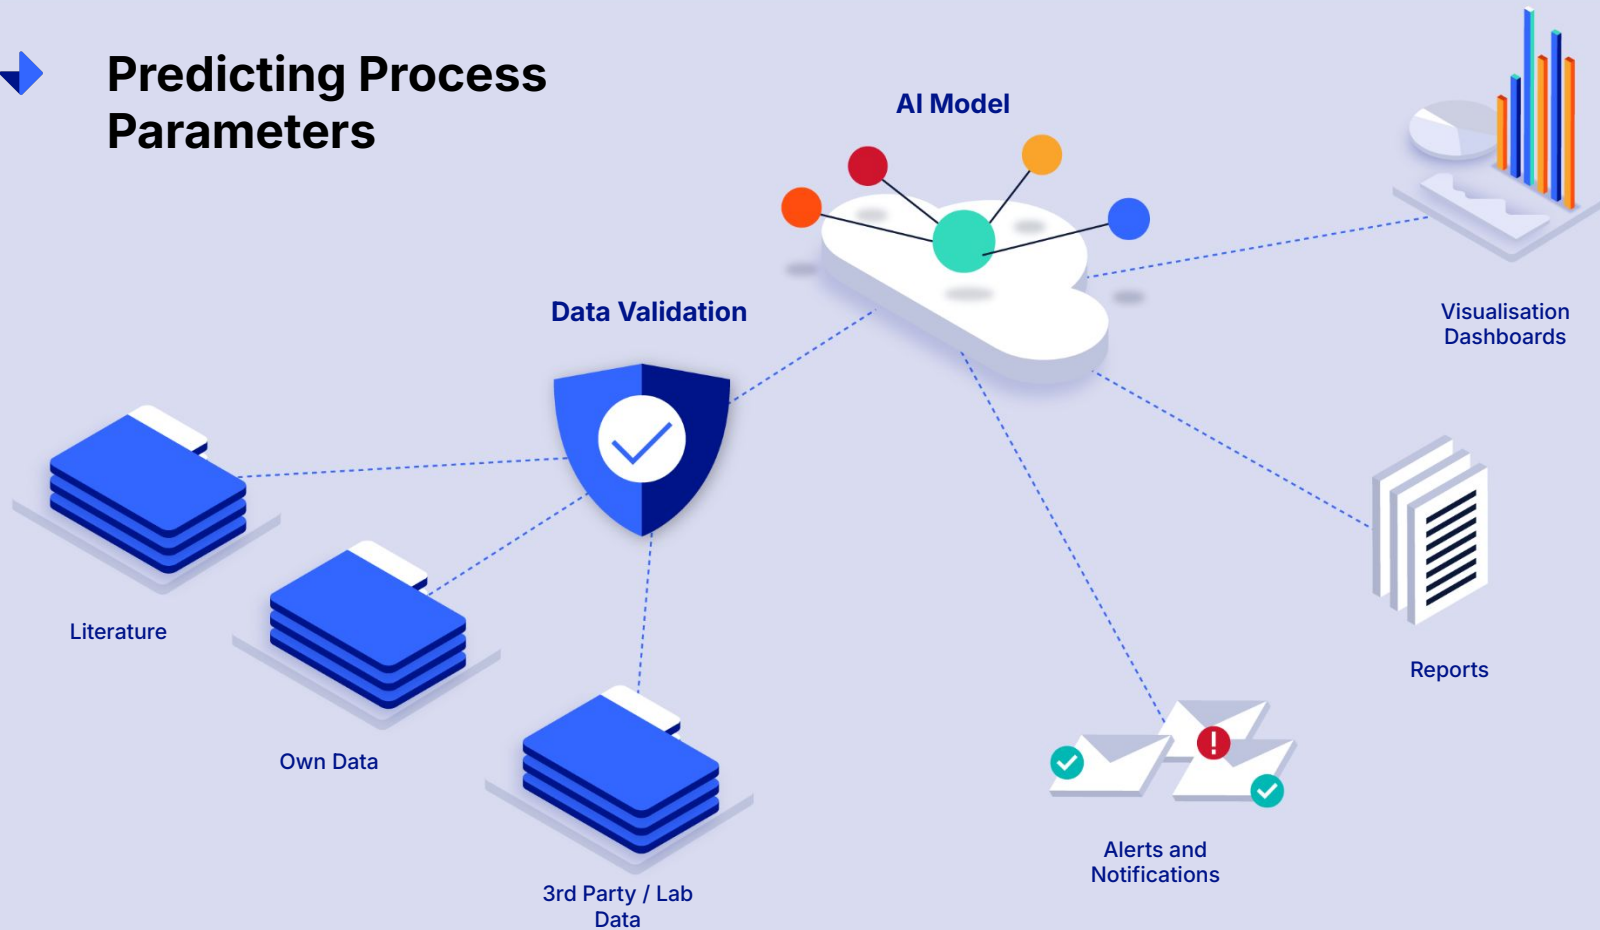 Predicting Process
Parameters
AI Model
Data Validation
Visualisation
Dashboards
Literature
Reports
Own Data
Alerts and
Notifications
3rd Party / Lab
Data